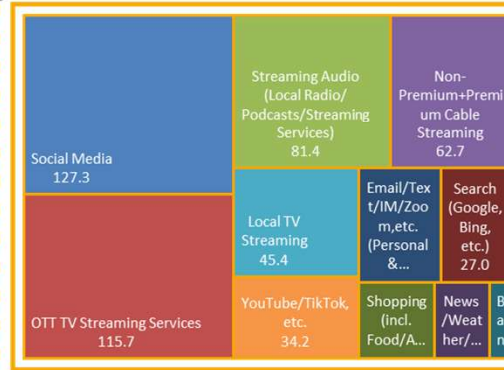 Social Media
127.3
OTT TV Streaming Services
115.7
Streaming Audio
(Local Radio/
Podcasts/Streaming
Services)
81.4
Non-
Premium+Premi
um Cable
Streaming
62.7
Local TV
Streaming
45.4
YouTube/TikTok,
etc.
34.2
Email/Tex
t/IM/Zoo
m,etc.
(Personal
&...
Search
(Google,
Bing,
etc.)
27.0
Shopping
(incl.
Food/A...
News
/Weat
her/...